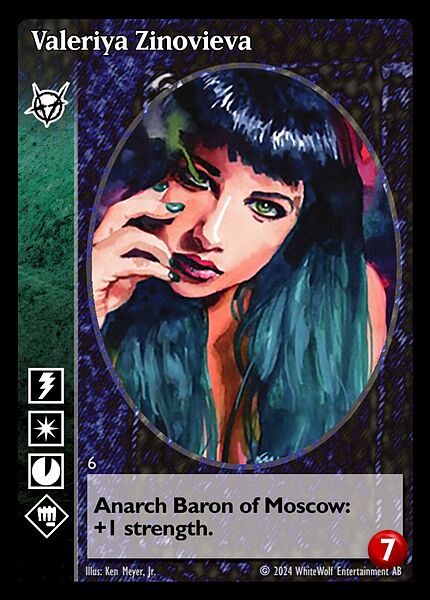 Valeriya Zinovieva
6
Anarch Baron of Moscow:
+1 strength.
7
Illus: Ken Meyer, Jr. © 2024 WhiteWolf Entertainment AB